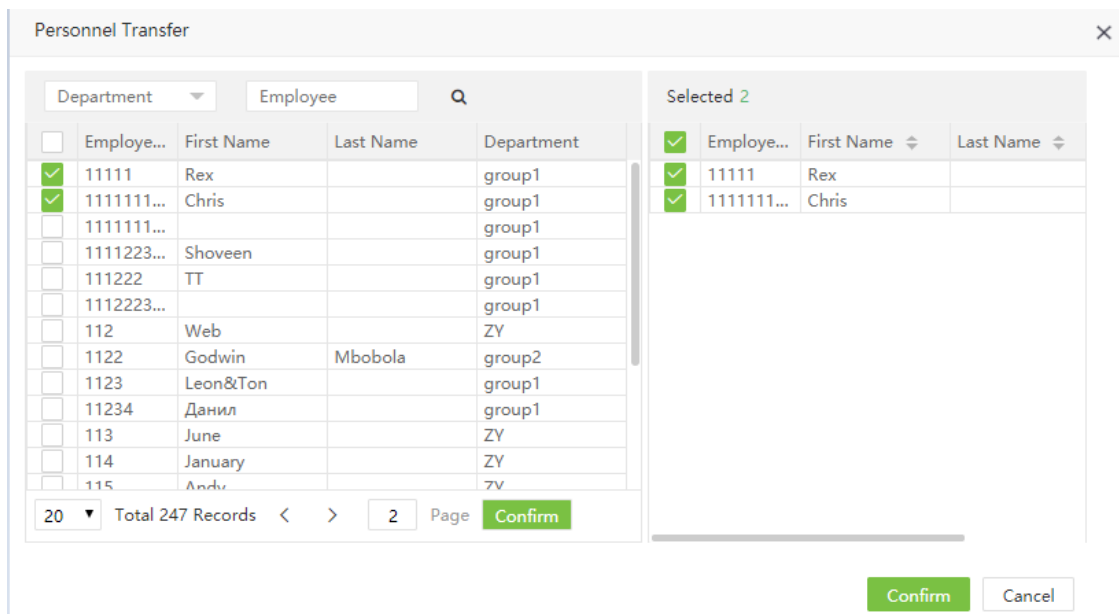 Personnel Transfer
Department Employee Selected 2
Employe... First Name Last Name Department Employe... First Name Last Name
11111 Rex group1 11111 Rex
1111111... Chris group1 1111111... Chris
1111111... group1
1111223... Shoveen group1
111222 TT group1
1112223... group1
112 Web ZY
1122 Godwin Mbobola group2
1123 Leon&Ton group1
11234 Данил group1
113 June ZY
114 January ZY
115 Andy ZY
20 Total 247 Records < > 2 Page Confirm
Confirm Cancel